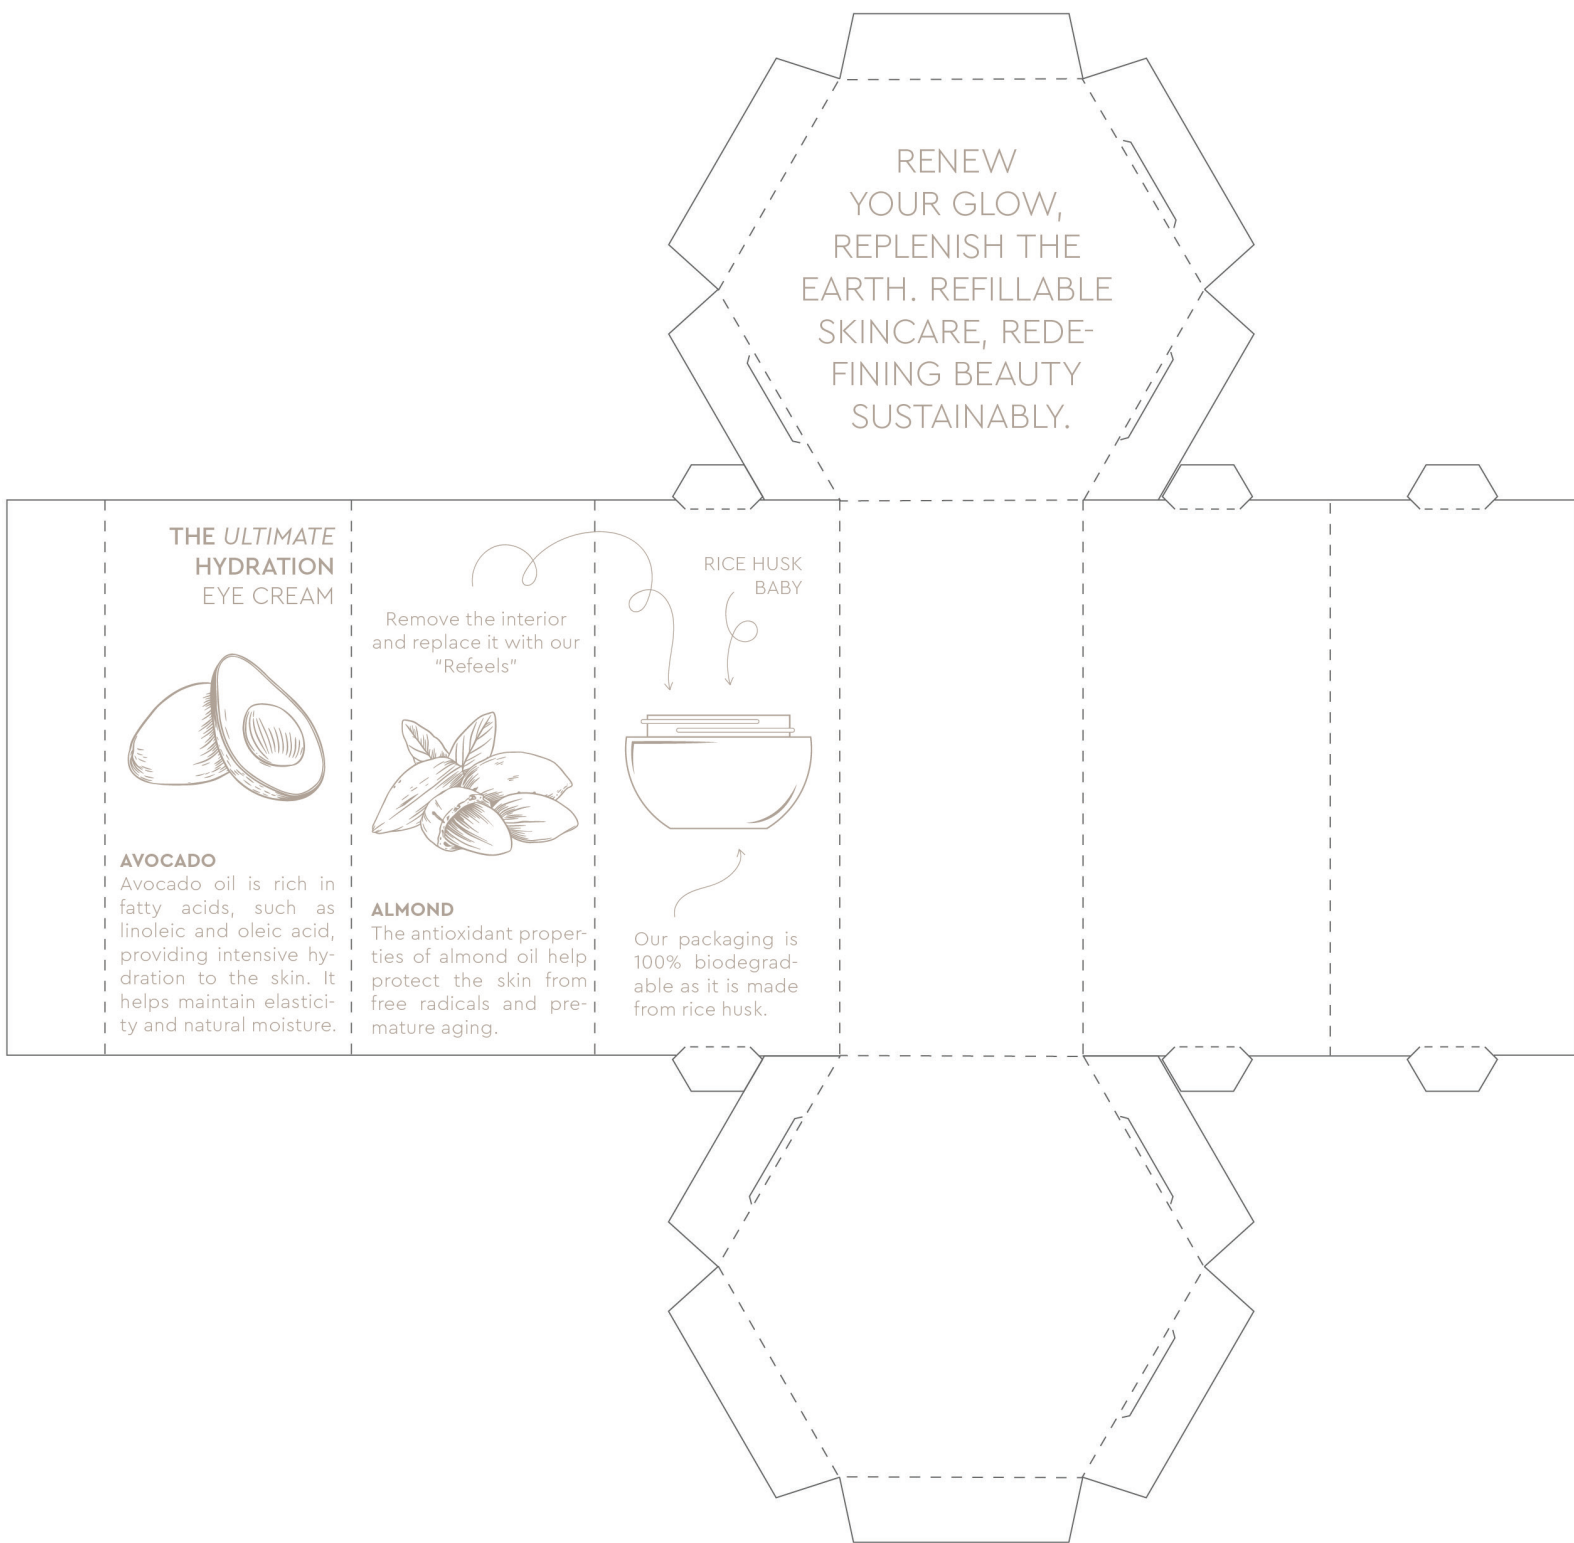 RENEW
YOUR GLOW,
REPLENISH THE
EARTH. REFILLABLE
SKINCARE, REDE-
FINING BEAUTY
SUSTAINABLY.
THE ULTIMATE
HYDRATION
EYE CREAM
AVOCADO
Avocado oil is rich in
fatty acids, such as
linoleic and oleic acid,
providing intensive hy-
dration to the skin. It
helps maintain elastici-
ty and natural moisture.
Remove the interior
and replace it with our
"Refeels"
ALMOND
The antioxidant proper-
ties of almond oil help
protect the skin from
free radicals and pre-
mature aging.
RICE HUSK
BABY
Our packaging is
100% biodegrad-
able as it is made
from rice husk.